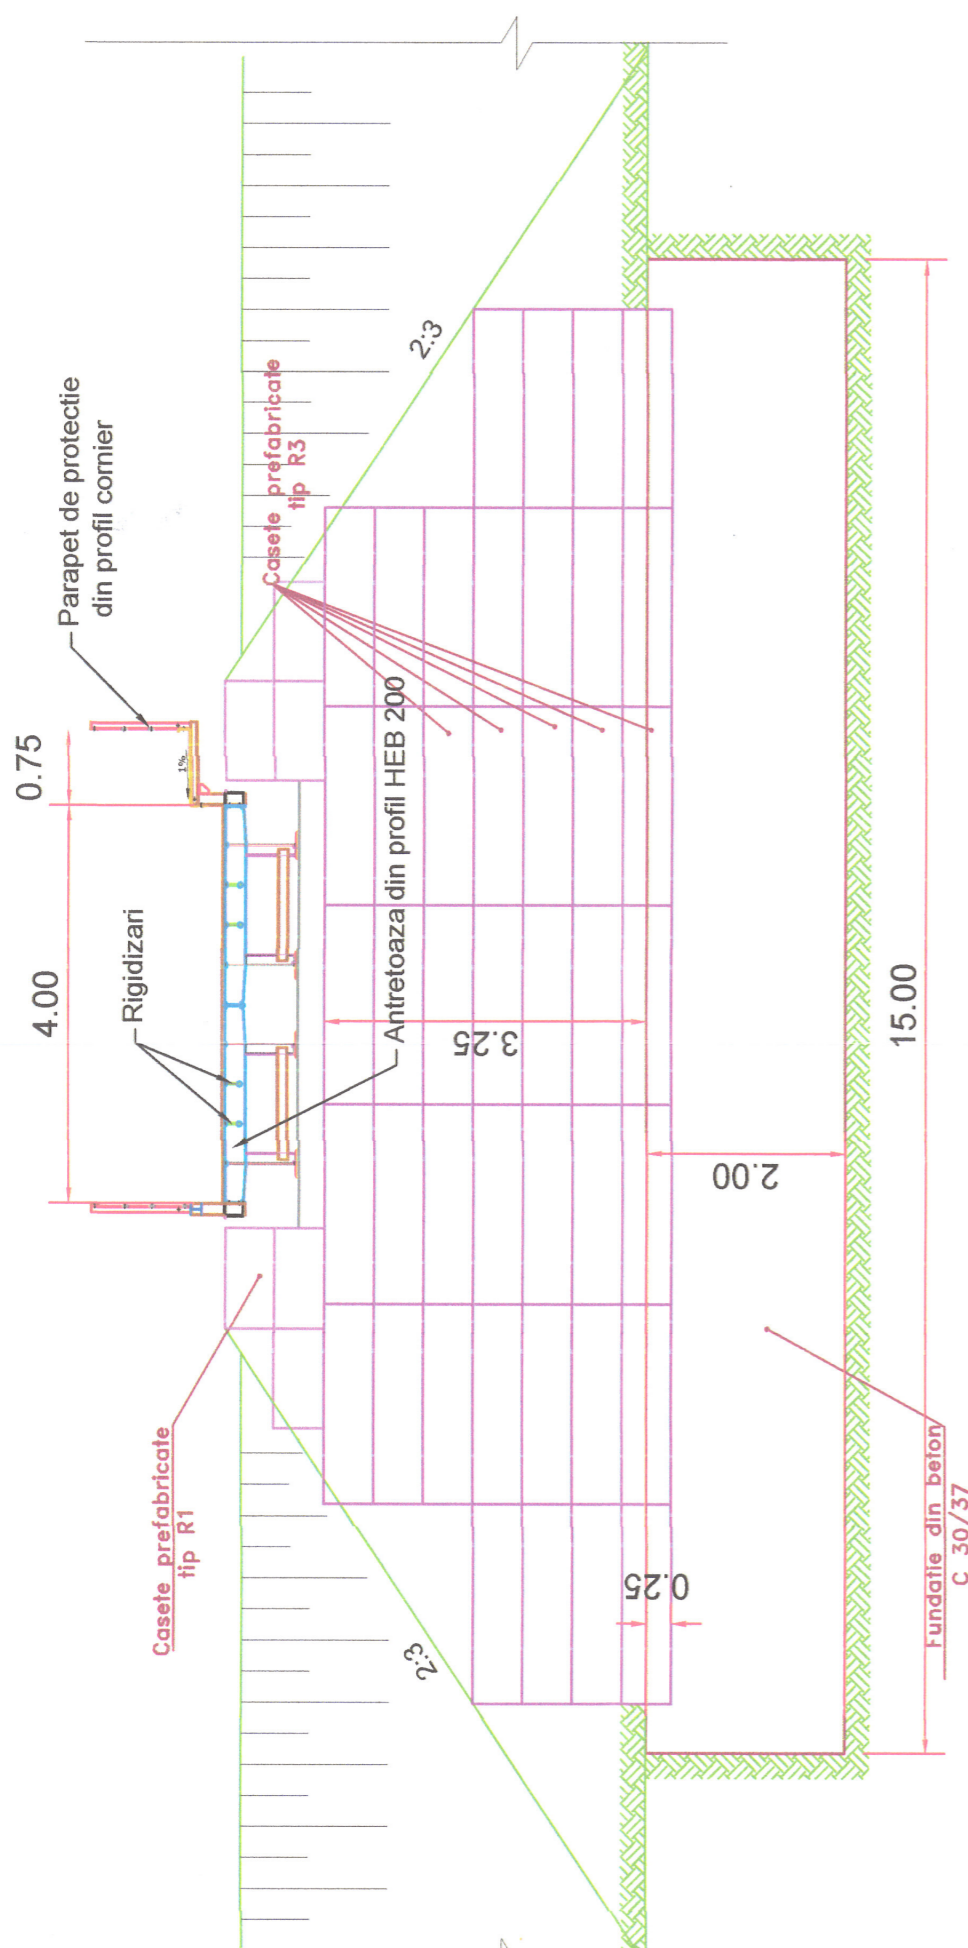 0.75
4.00
Parapet de protectie
din profil cornier
Rigidizari
1%
Casete prefabricate
tip R3
2:3
Antretoaza din profil HEB 200
3.25
2.00
Casete prefabricate
tip R1
2:3
0.25
15.00
Fundatie din beton
C 30/37